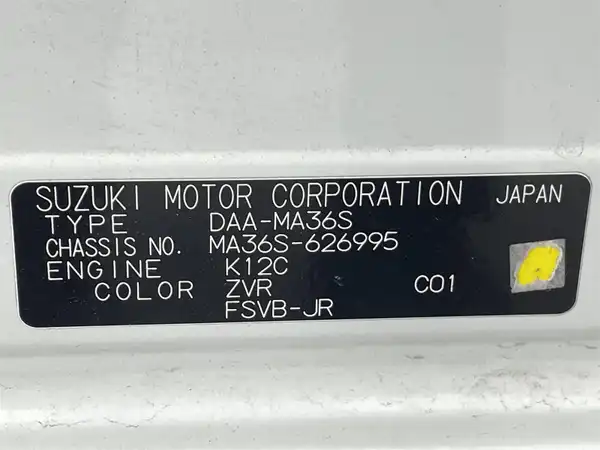 SUZUKI MOTOR CORPORATION JAPAN
TYPE DAA-MA36S
CHASSIS NO. MA36S-626995
ENGINE K12C
COLOR ZVR C01
FSVB-JR